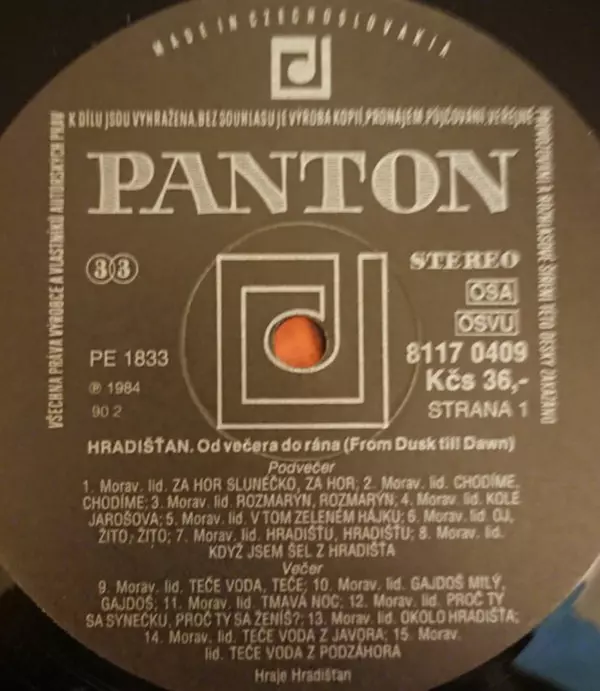 MADE IN CZECHOSLOVAKIA
VŠECHNA PRÁVA VÝROBCE A VLASTNÍKŮ AUTORSKÝCH PRÁV
K DÍLU JSOU VYHRAŽENA. BEZ SOUHLASU JE VÝROBA KOPIÍ, PRONÁJEM, PŮJČOVÁNÍ, VEŘEJNÉ
PROVOZOVÁNÍ A ROZHLASOVÉ ŠÍŘENÍ TÉTO DESKY ZAKÁZÁNO
PANTON
33
STEREO
OSA
OSVU
PE 1833
8117 0409
℗ 1984
Kčs 36,-
90 2
STRANA 1
HRADIŠŤAN. Od večera do rána (From Dusk till Dawn)
Podvečer
1. Morav. lid. ZA HOR SLUNEČKO, ZA HOR; 2. Morav. lid. CHODÍME,
CHODÍME; 3. Morav. lid. ROZMARYN, ROZMARYN; 4. Morav. lid. KOLE
JAROŠOVA; 5. Morav. lid. V TOM ZELENÉM HÁJKU; 6. Morav. lid. OJ,
ŽITO, ŽITO; 7. Morav. lid. HRADIŠŤU, HRADIŠŤU; 8. Morav. lid.
KDYŽ JSEM ŠEL Z HRADIŠŤA
Večer
9. Morav. lid. TEČE VODA, TEČE; 10. Morav. lid. GAJDOŠ MILÝ,
GAJDOŠ; 11. Morav. lid. TMAVÁ NOC; 12. Morav. lid. PROČ TY
SA SYNEČKU, PROČ TY SA ŽENÍŠ?; 13. Morav. lid. OKOLO HRADIŠŤA;
14. Morav. lid. TEČE VODA Z JAVORA; 15. Morav.
lid. TEČE VODA Z PODZÁHORA
Hraje Hradišťan